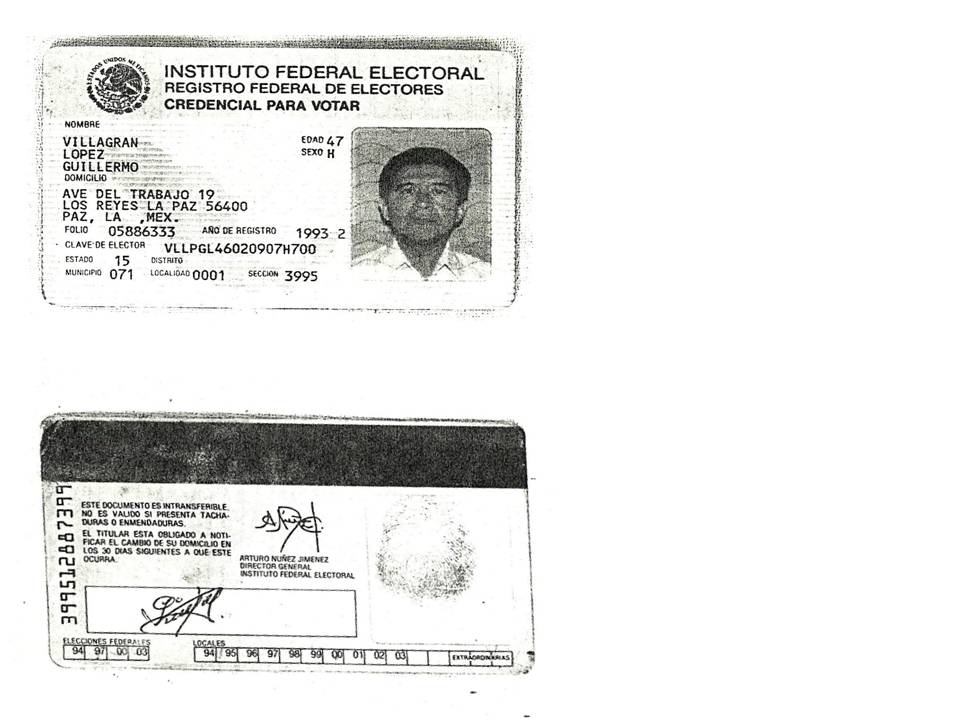 ESTADOS UNIDOS MEXICANOS
INSTITUTO FEDERAL ELECTORAL
REGISTRO FEDERAL DE ELECTORES
CREDENCIAL PARA VOTAR
NOMBRE
VILLAGRAN EDAD 47
LOPEZ SEXO H
GUILLERMO
DOMICILIO
AVE DEL TRABAJO 19
LOS REYES LA PAZ 56400
PAZ, LA ,MEX.
FOLIO 05886333 AÑO DE REGISTRO 1993 2
CLAVE DE ELECTOR VLLPGL46020907H700
ESTADO 15 DISTRITO
MUNICIPIO 071 LOCALIDAD 0001 SECCION 3995
ESTE DOCUMENTO ES INTRANSFERIBLE.
NO ES VALIDO SI PRESENTA TACHA-
DURAS O ENMENDADURAS.
EL TITULAR ESTA OBLIGADO A NOTI-
FICAR EL CAMBIO DE SU DOMICILIO EN
LOS 30 DIAS SIGUIENTES A QUE ESTE
OCURRA.
ARTURO NUÑEZ JIMENEZ
DIRECTOR GENERAL
INSTITUTO FEDERAL ELECTORAL
ELECCIONES FEDERALES
94 97 00 03
LOCALES
94 95 96 97 98 99 00 01 02 03 EXTRAORDINARIAS